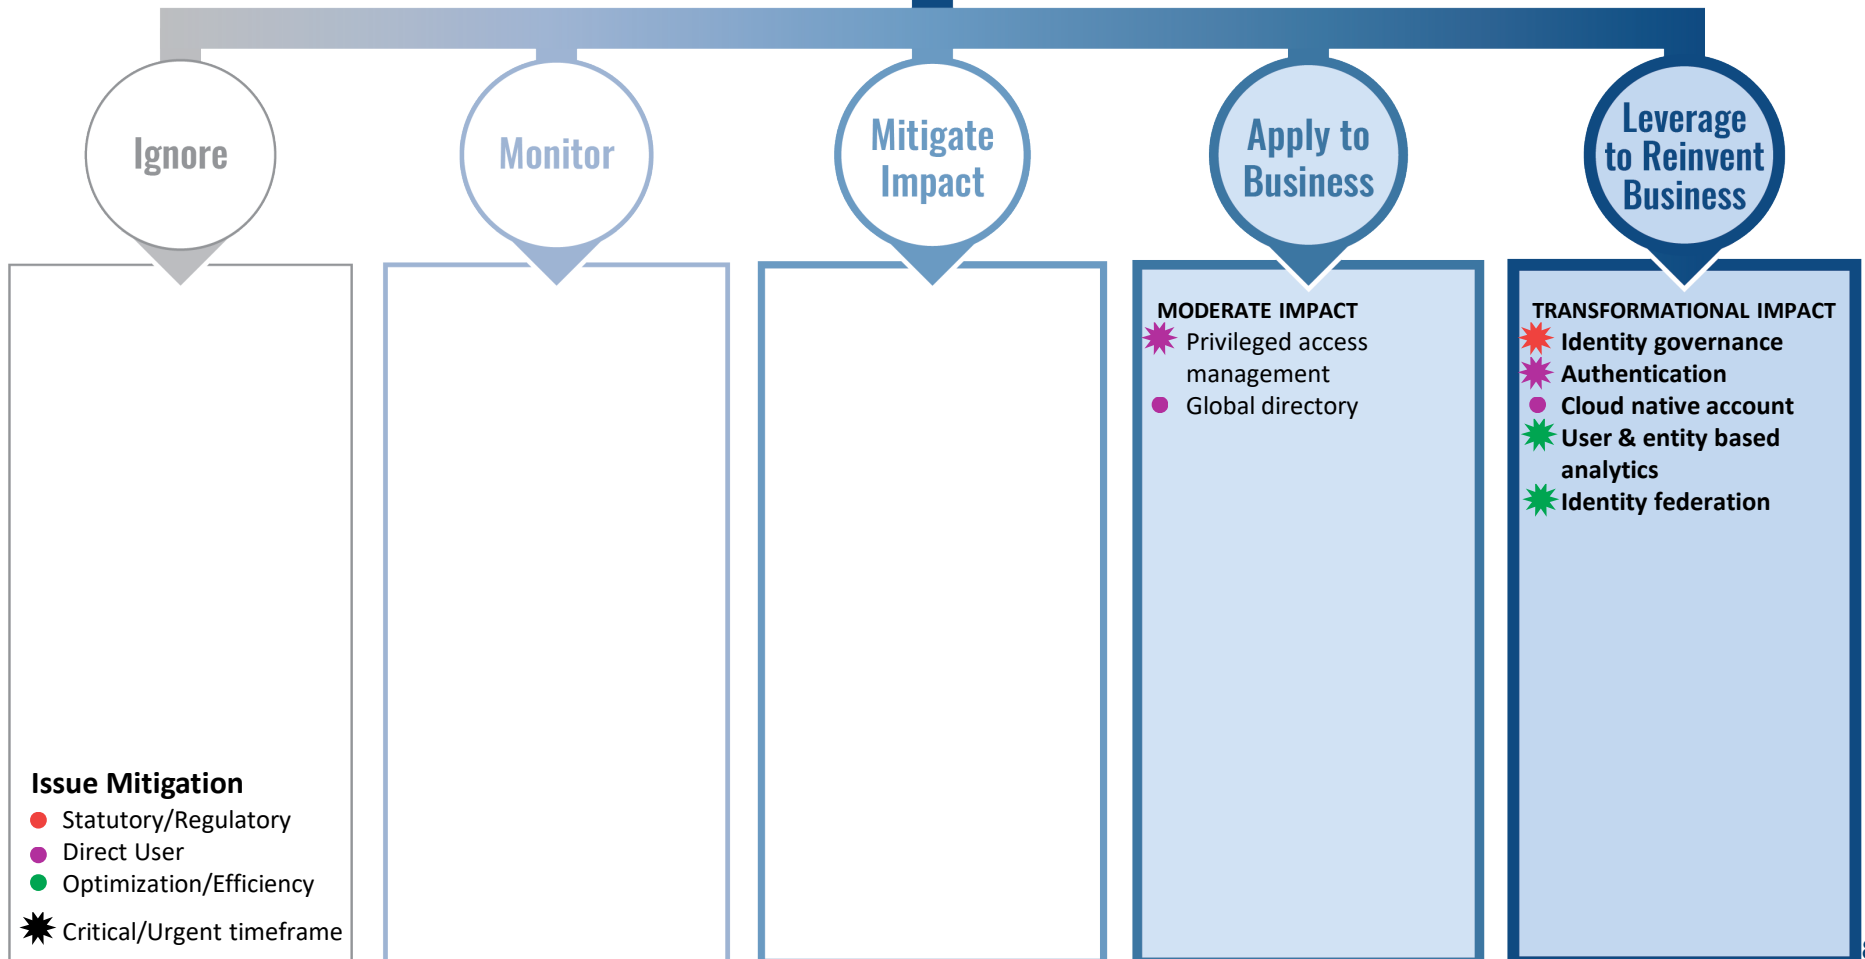 Ignore
Monitor
Mitigate
Impact
Apply to
Business
Leverage
to Reinvent
Business
MODERATE IMPACT
Privileged access
management
Global directory
TRANSFORMATIONAL IMPACT
Identity governance
Authentication
Cloud native account
User & entity based
analytics
Identity federation
Issue Mitigation
Statutory/Regulatory
Direct User
Optimization/Efficiency
Critical/Urgent timeframe